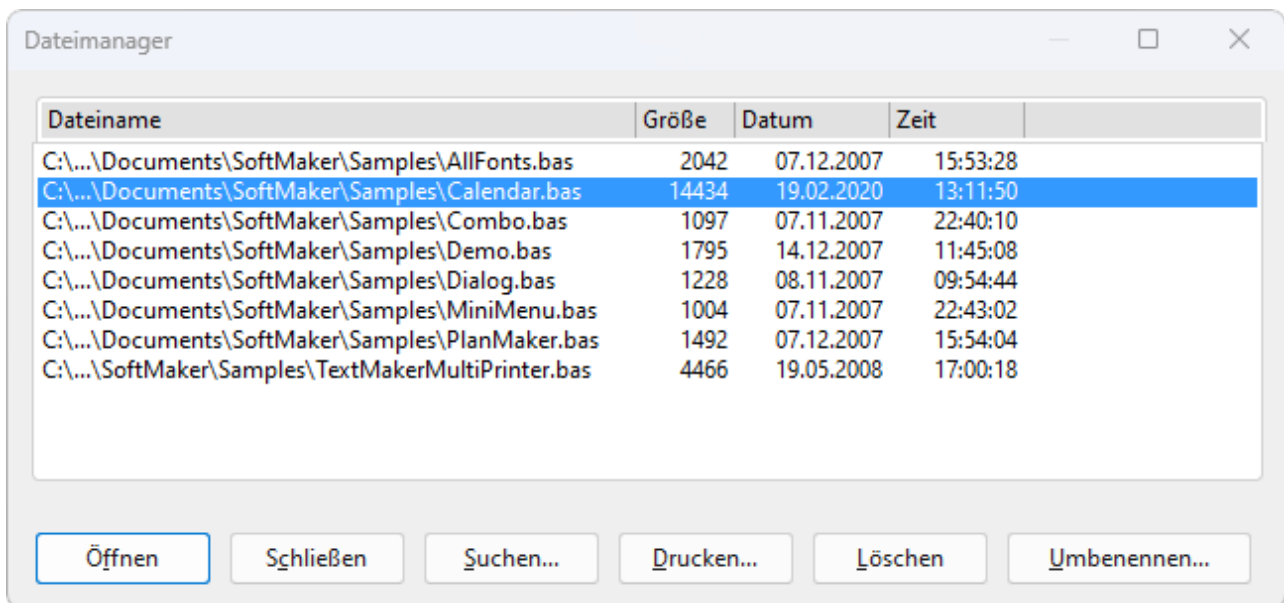 Dateimanager
Dateiname Größe Datum Zeit
C:\...\Documents\SoftMaker\Samples\AllFonts.bas 2042 07.12.2007 15:53:28
C:\...\Documents\SoftMaker\Samples\Calendar.bas 14434 19.02.2020 13:11:50
C:\...\Documents\SoftMaker\Samples\Combo.bas 1097 07.11.2007 22:40:10
C:\...\Documents\SoftMaker\Samples\Demo.bas 1795 14.12.2007 11:45:08
C:\...\Documents\SoftMaker\Samples\Dialog.bas 1228 08.11.2007 09:54:44
C:\...\Documents\SoftMaker\Samples\MiniMenu.bas 1004 07.11.2007 22:43:02
C:\...\Documents\SoftMaker\Samples\PlanMaker.bas 1492 07.12.2007 15:54:04
C:\...\SoftMaker\Samples\TextMakerMultiPrinter.bas 4466 19.05.2008 17:00:18
Öffnen Schließen Suchen... Drucken... Löschen Umbenennen...